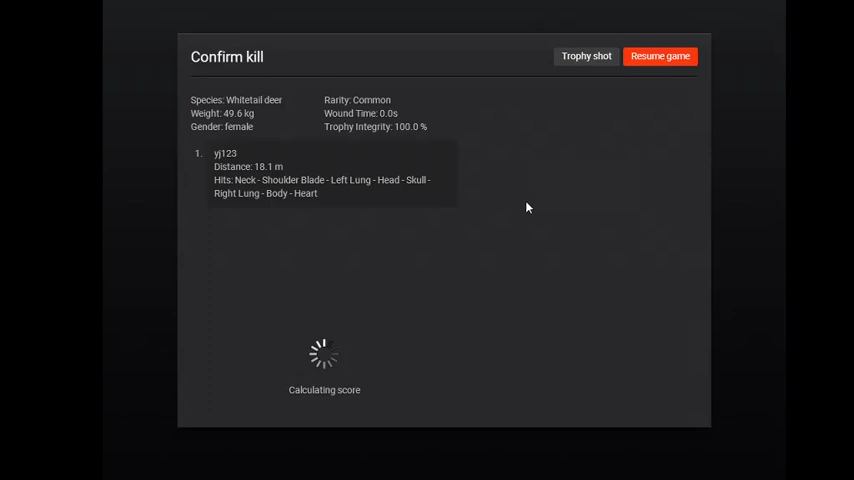 Confirm kill
Trophy shot
Resume game
Species: Whitetail deer
Rarity: Common
Weight: 49.6 kg
Wound Time: 0.0s
Gender: female
Trophy Integrity: 100.0 %
1. yj123
Distance: 18.1 m
Hits: Neck - Shoulder Blade - Left Lung - Head - Skull -
Right Lung - Body - Heart
Calculating score